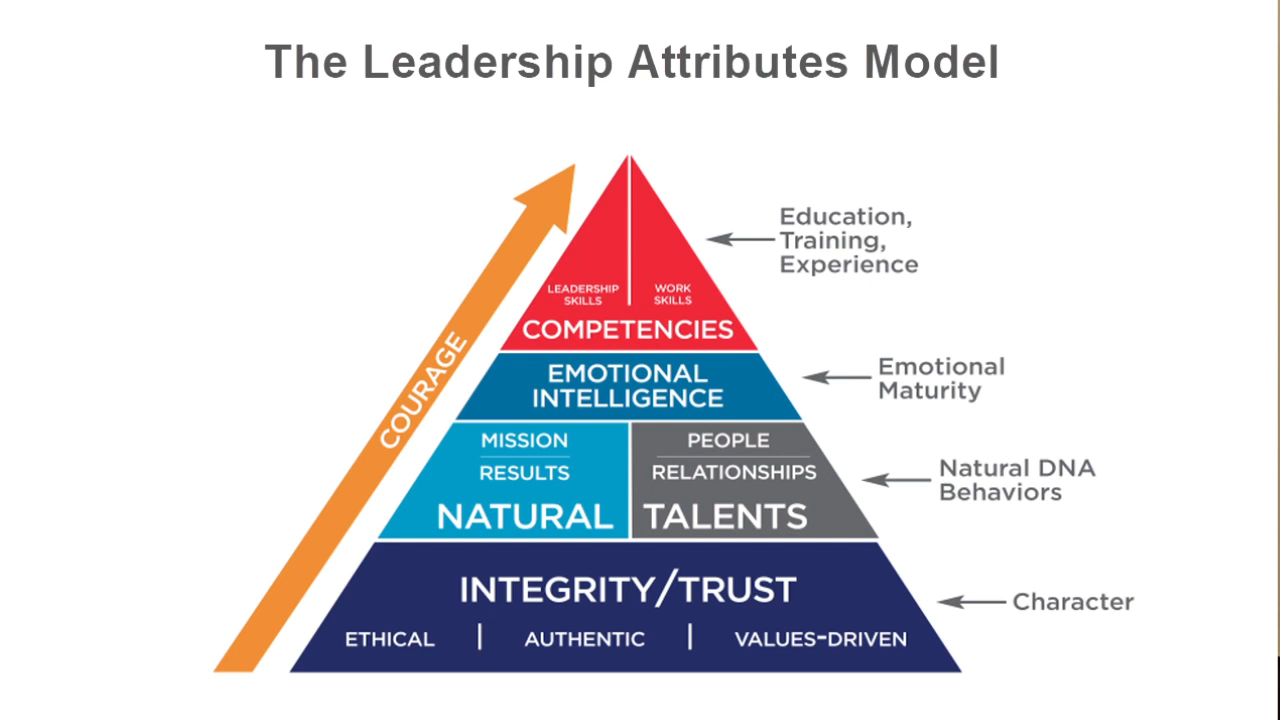 The Leadership Attributes Model
COURAGE
LEADERSHIP
SKILLS
WORK
SKILLS
COMPETENCIES
Education,
Training,
Experience
EMOTIONAL
INTELLIGENCE
Emotional
Maturity
MISSION
RESULTS
PEOPLE
RELATIONSHIPS
NATURAL TALENTS
Natural DNA
Behaviors
INTEGRITY/TRUST
ETHICAL | AUTHENTIC | VALUES-DRIVEN
Character